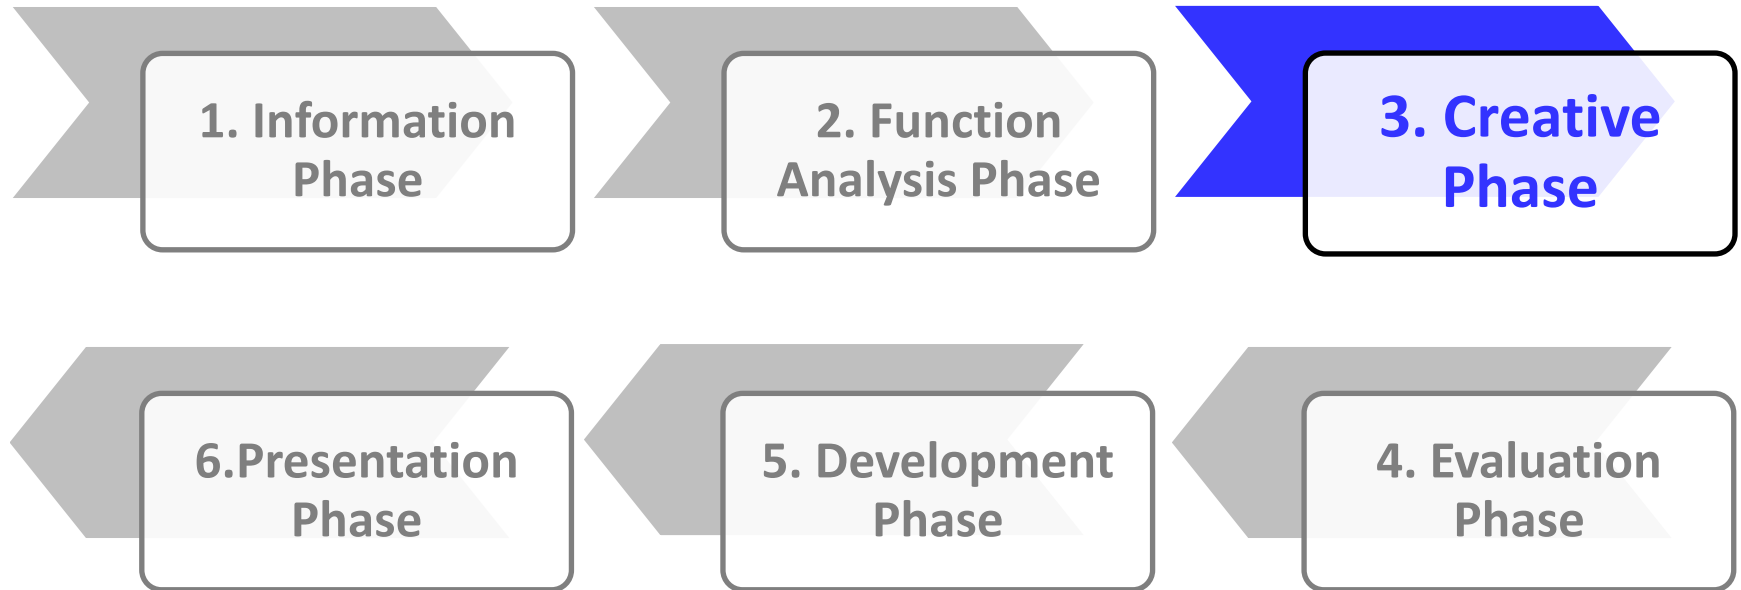 1. Information
Phase
2. Function
Analysis Phase
3. Creative
Phase
6.Presentation
Phase
5. Development
Phase
4. Evaluation
Phase